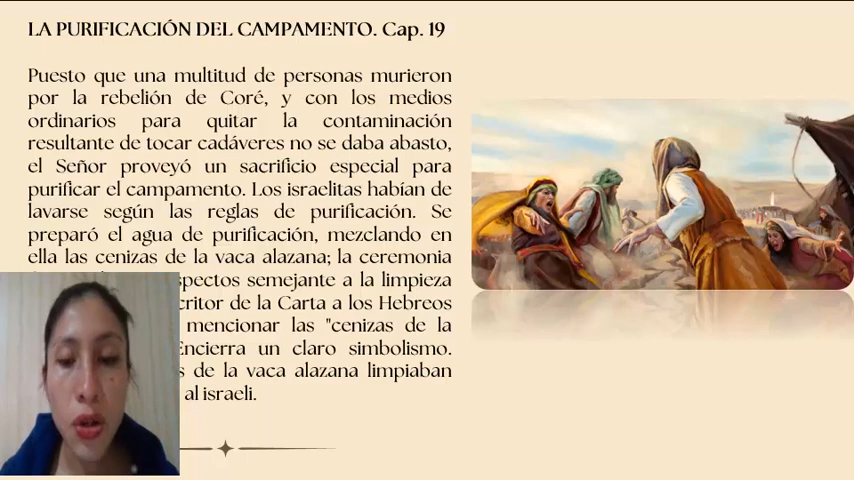 LA PURIFICACIÓN DEL CAMPAMENTO. Cap. 19
Puesto que una multitud de personas murieron
por la rebelión de Coré, y con los medios
ordinarios para quitar la contaminación
resultante de tocar cadáveres no se daba abasto,
el Señor proveyó un sacrificio especial para
purificar el campamento. Los israelitas habían de
lavarse según las reglas de purificación. Se
preparó el agua de purificación, mezclando en
ella las cenizas de la vaca alazana; la ceremonia
semejante a la limpieza
de la Carta a los Hebreos
mencionar las "cenizas de la
Encierra un claro simbolismo.
de la vaca alazana limpiaban
al israeli.